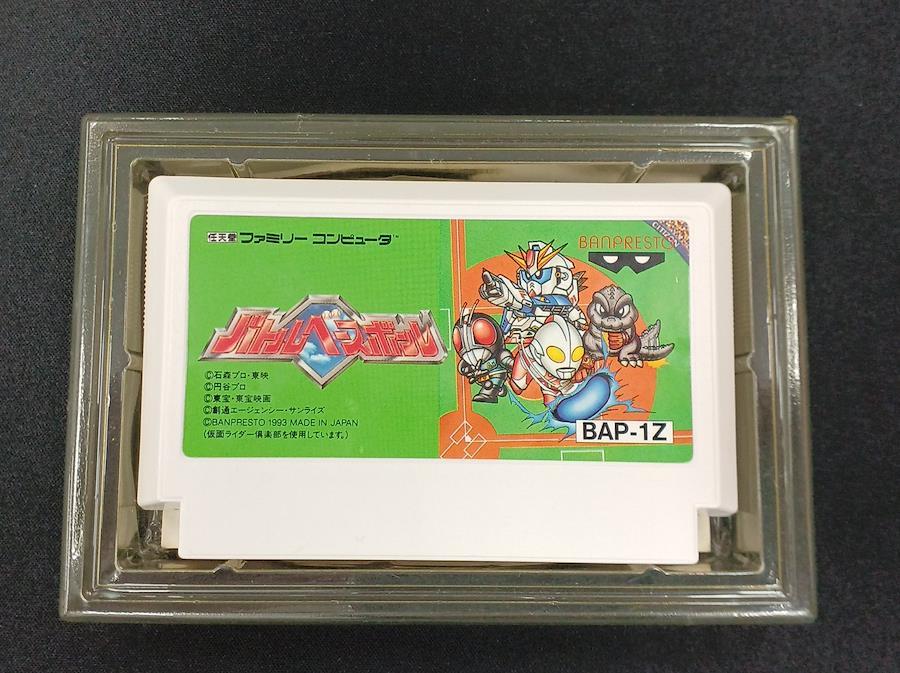 任天堂 ファミリー コンピュータ™
BANPRESTO
CITIZEN
バトルベースボール
©石森プロ・東映
©円谷プロ
©東宝・東宝映画
©創通エージェンシー・サンライズ
©BANPRESTO 1993 MADE IN JAPAN
(仮面ライダー倶楽部を使用しています。)
BAP-1Z